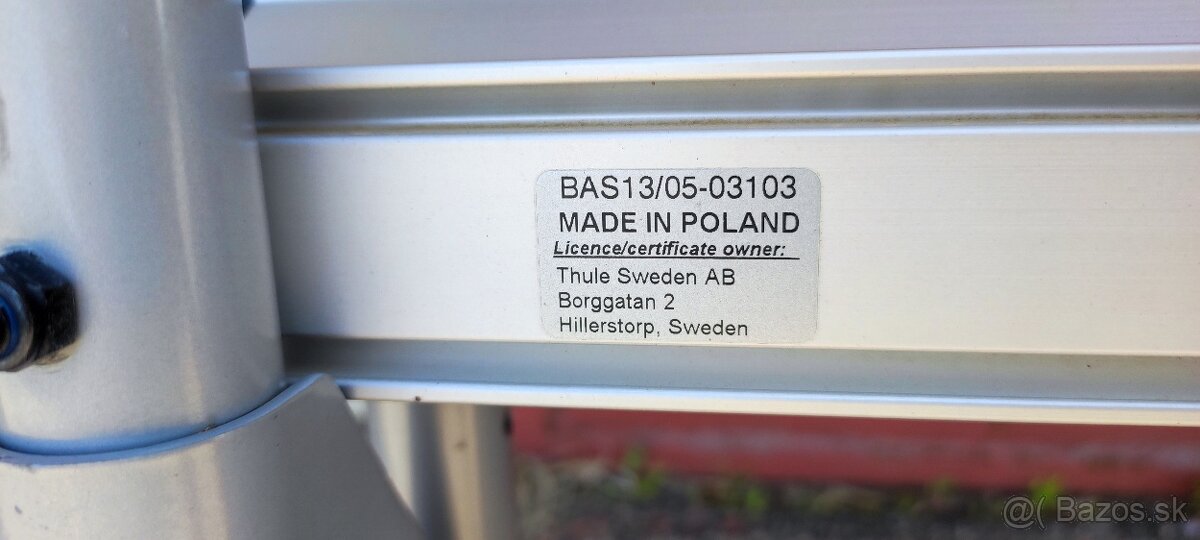 BAS13/05-03103
MADE IN POLAND
Licence/certificate owner:
Thule Sweden AB
Borggatan 2
Hillerstorp, Sweden
@( Bazos.sk